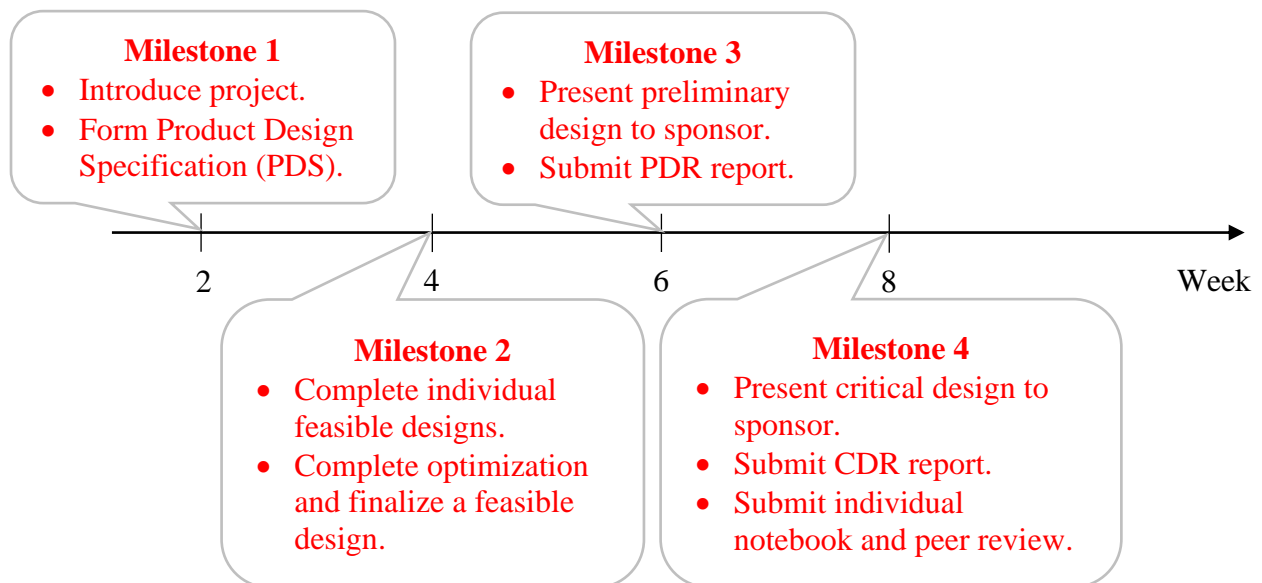 Milestone 1
• Introduce project.
• Form Product Design
Specification (PDS).
Milestone 3
• Present preliminary
design to sponsor.
• Submit PDR report.
2
4
6
8
Week
Milestone 2
• Complete individual
feasible designs.
• Complete optimization
and finalize a feasible
design.
Milestone 4
• Present critical design to
sponsor.
• Submit CDR report.
• Submit individual
notebook and peer review.